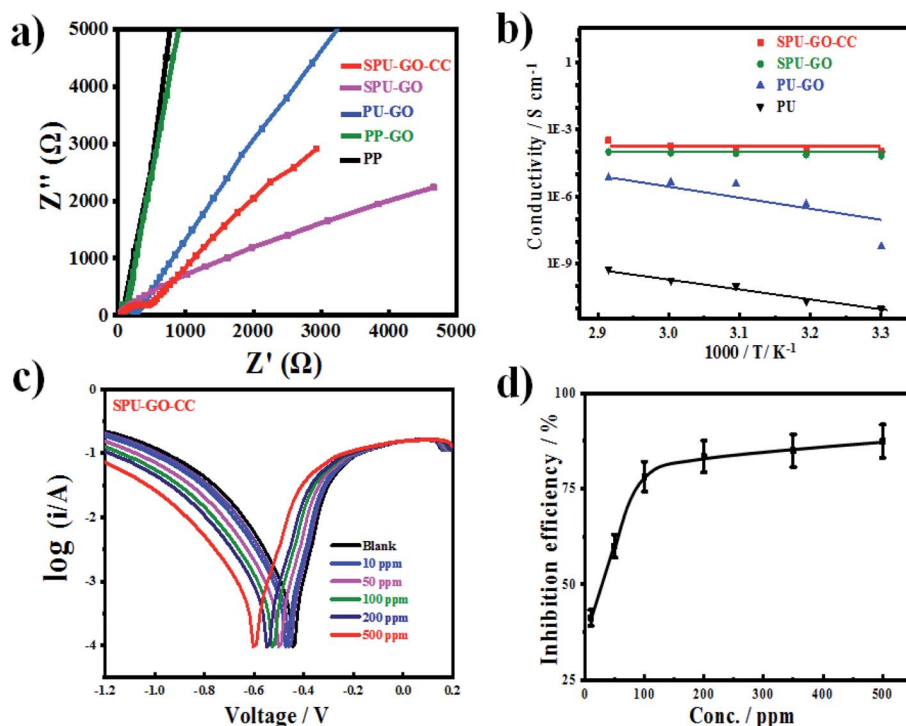 a)
5000
4000
3000
2000
1000
0
Z'' (Ω)
SPU-GO-CC
SPU-GO
PU-GO
PP-GO
PP
0 1000 2000 3000 4000 5000
Z' (Ω)
b)
1
1E-3
1E-6
1E-9
Conductivity / S cm-1
SPU-GO-CC
SPU-GO
PU-GO
PU
2.9 3.0 3.1 3.2 3.3
1000 / T/ K-1
c)
SPU-GO-CC
0
-1
-2
-3
-4
log (i/A)
Blank
10 ppm
50 ppm
100 ppm
200 ppm
500 ppm
-1.2 -1.0 -0.8 -0.6 -0.4 -0.2 0.0 0.2
Voltage / V
d)
100
75
50
25
Inhibition efficiency / %
0 100 200 300 400 500
Conc. / ppm